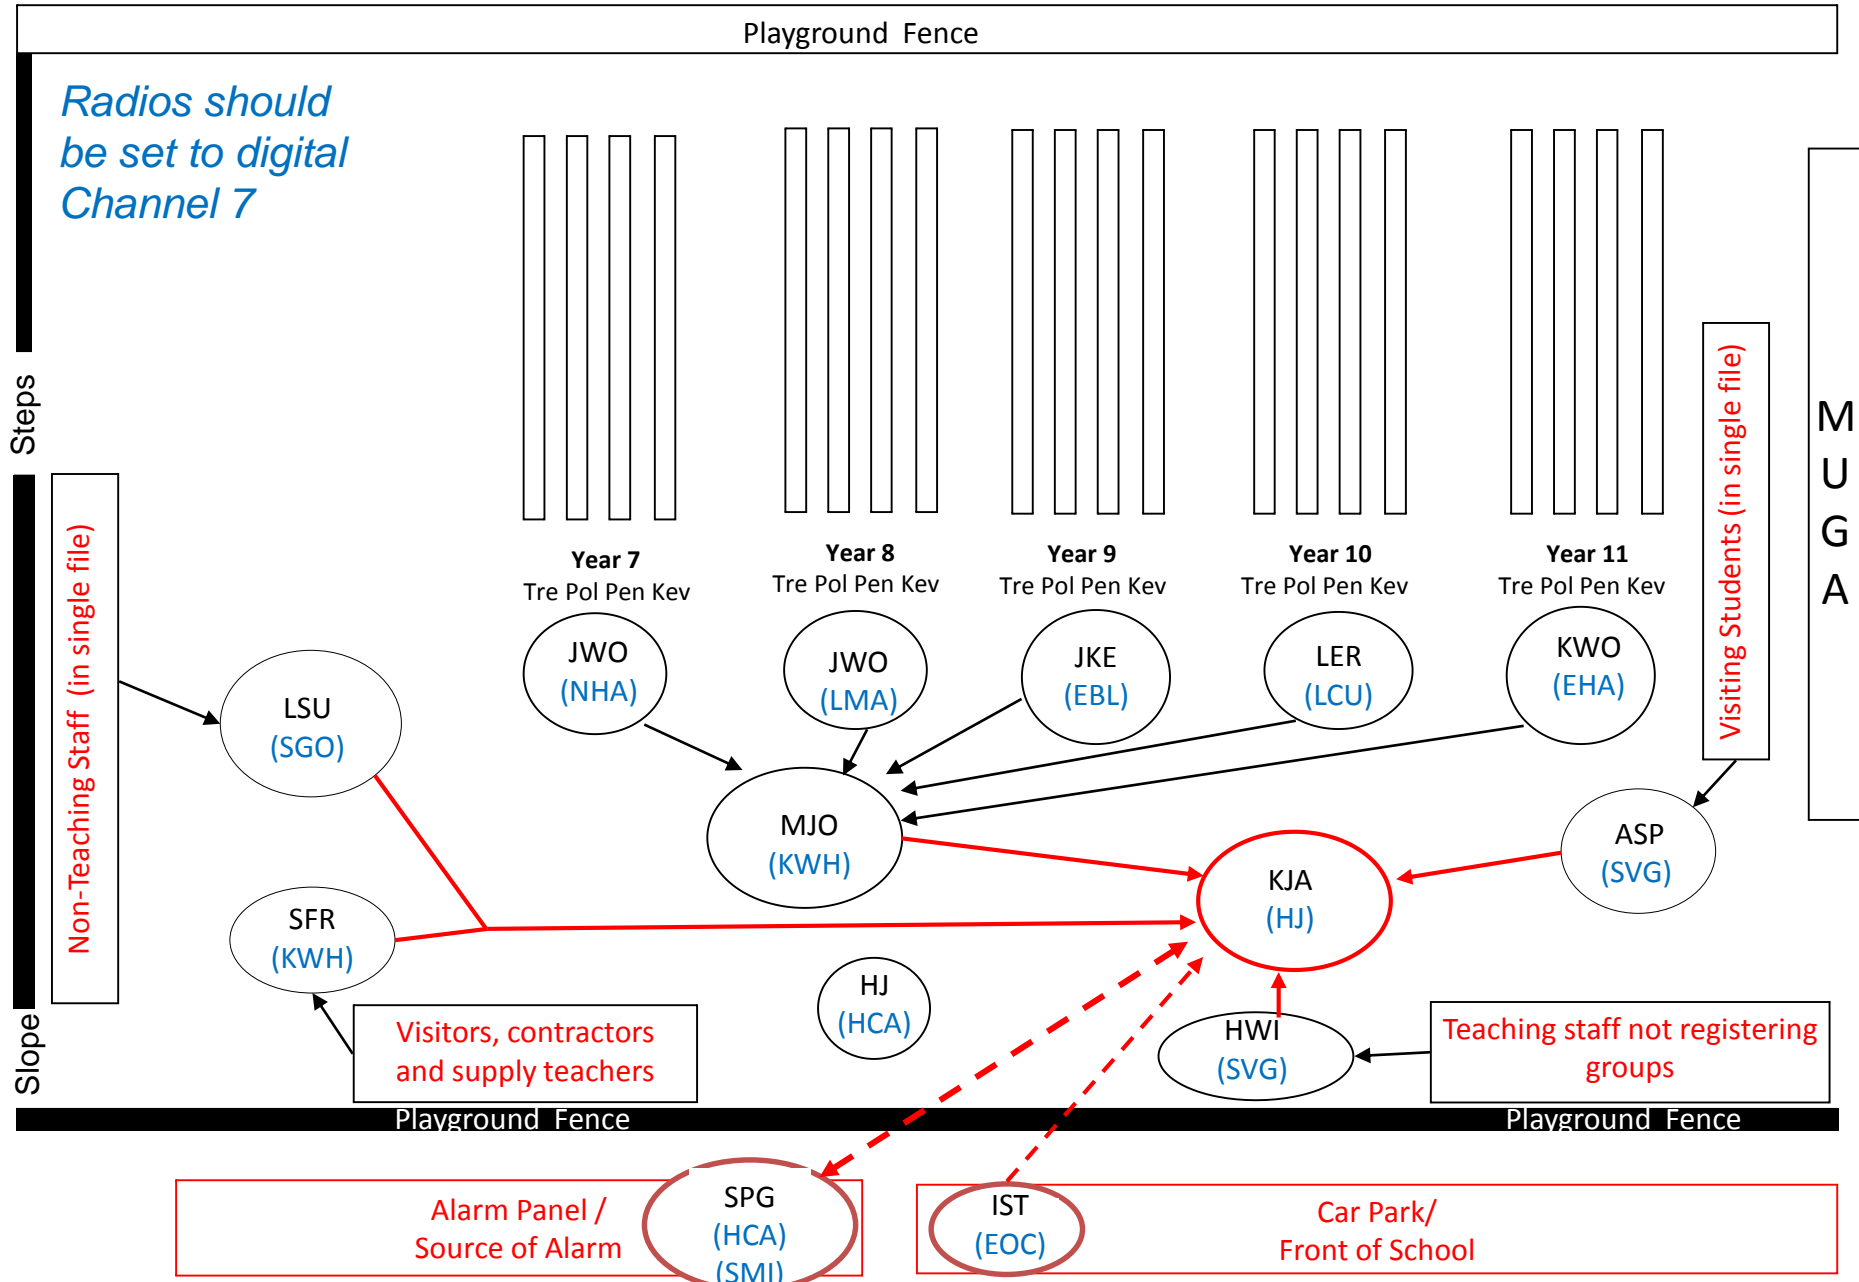 Playground Fence
Radios should
be set to digital
Channel 7
Steps
Slope
Non-Teaching Staff (in single file)
Year 7
Tre Pol Pen Kev
Year 8
Tre Pol Pen Kev
Year 9
Tre Pol Pen Kev
Year 10
Tre Pol Pen Kev
Year 11
Tre Pol Pen Kev
Visiting Students (in single file)
M
U
G
A
JWO
(NHA)
JWO
(LMA)
JKE
(EBL)
LER
(LCU)
KWO
(EHA)
LSU
(SGO)
MJO
(KWH)
KJA
(HJ)
ASP
(SVG)
SFR
(KWH)
HJ
(HCA)
HWI
(SVG)
Visitors, contractors
and supply teachers
Teaching staff not registering
groups
Playground Fence
Playground Fence
Alarm Panel /
Source of Alarm
SPG
(HCA)
(SMI)
IST
(EOC)
Car Park/
Front of School